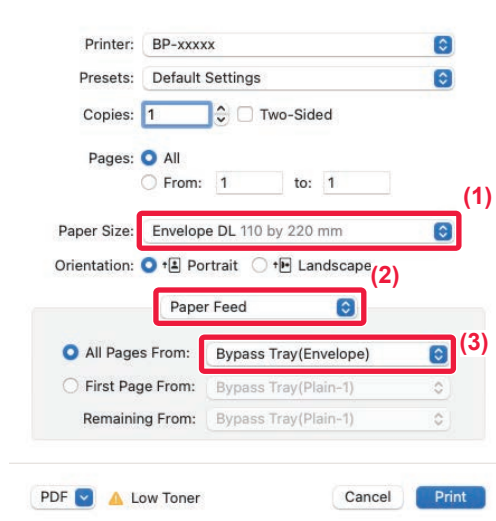 Printer: BP-xxxxx
Presets: Default Settings
Copies: 1 Two-Sided
Pages: All
From: 1 to: 1
(1)
Paper Size: Envelope DL 110 by 220 mm
Orientation: Portrait Landscape
(2)
Paper Feed
(3)
All Pages From: Bypass Tray(Envelope)
First Page From: Bypass Tray(Plain-1)
Remaining From: Bypass Tray(Plain-1)
PDF Low Toner Cancel Print